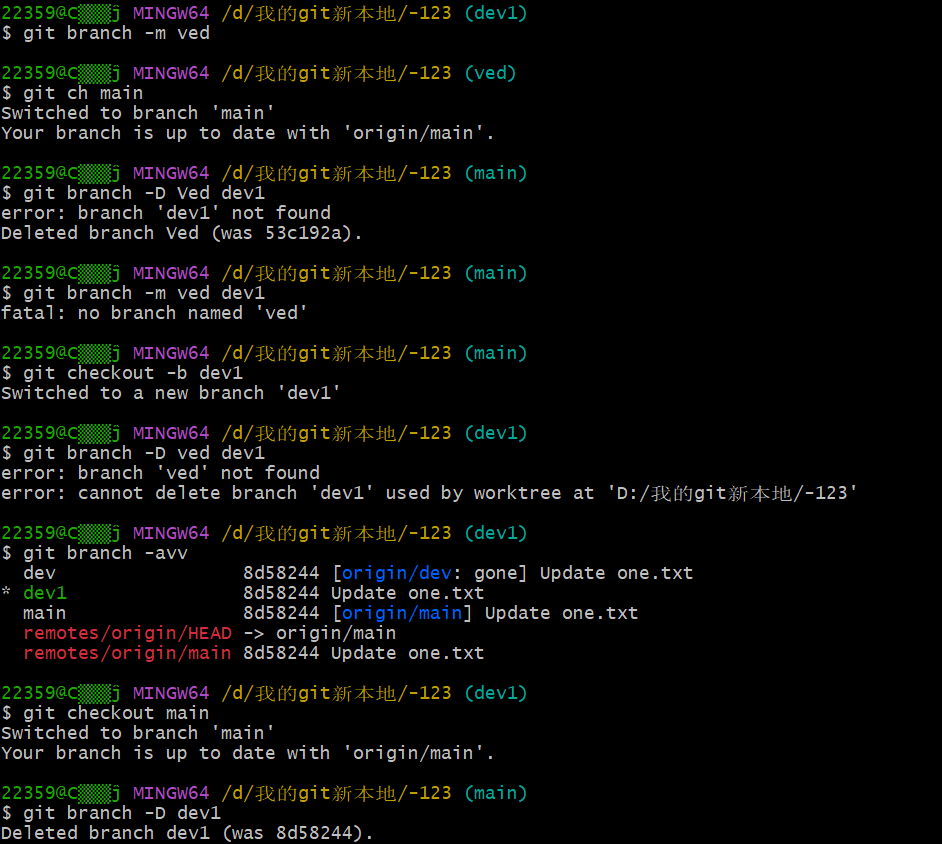 22359@C▒▒▒ĵ MINGW64 /d/我的git新本地/-123 (dev1)
$ git branch -m ved
22359@C▒▒▒ĵ MINGW64 /d/我的git新本地/-123 (ved)
$ git ch main
Switched to branch 'main'
Your branch is up to date with 'origin/main'.
22359@C▒▒▒ĵ MINGW64 /d/我的git新本地/-123 (main)
$ git branch -D Ved dev1
error: branch 'dev1' not found
Deleted branch Ved (was 53c192a).
22359@C▒▒▒ĵ MINGW64 /d/我的git新本地/-123 (main)
$ git branch -m ved dev1
fatal: no branch named 'ved'
22359@C▒▒▒ĵ MINGW64 /d/我的git新本地/-123 (main)
$ git checkout -b dev1
Switched to a new branch 'dev1'
22359@C▒▒▒ĵ MINGW64 /d/我的git新本地/-123 (dev1)
$ git branch -D ved dev1
error: branch 'ved' not found
error: cannot delete branch 'dev1' used by worktree at 'D:/我的git新本地/-123'
22359@C▒▒▒ĵ MINGW64 /d/我的git新本地/-123 (dev1)
$ git branch -avv
  dev                 8d58244 [origin/dev: gone] Update one.txt
* dev1                8d58244 Update one.txt
  main                8d58244 [origin/main] Update one.txt
  remotes/origin/HEAD -> origin/main
  remotes/origin/main 8d58244 Update one.txt
22359@C▒▒▒ĵ MINGW64 /d/我的git新本地/-123 (dev1)
$ git checkout main
Switched to branch 'main'
Your branch is up to date with 'origin/main'.
22359@C▒▒▒ĵ MINGW64 /d/我的git新本地/-123 (main)
$ git branch -D dev1
Deleted branch dev1 (was 8d58244).